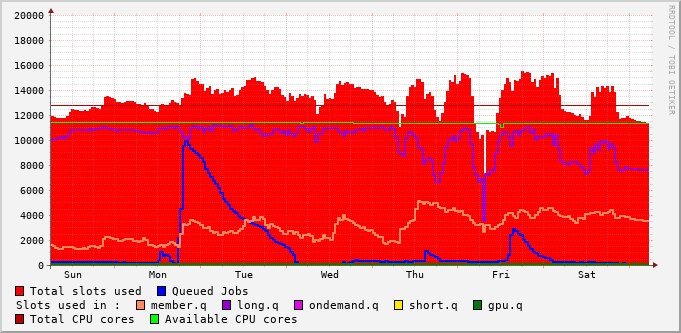 20000
18000
16000
14000
12000
10000
8000
6000
4000
2000
0
Sun Mon Tue Wed Thu Fri Sat
RRDTOOL / TOBI OETIKER
Total slots used Queued Jobs
Slots used in : member.q long.q ondemand.q short.q gpu.q
Total CPU cores Available CPU cores